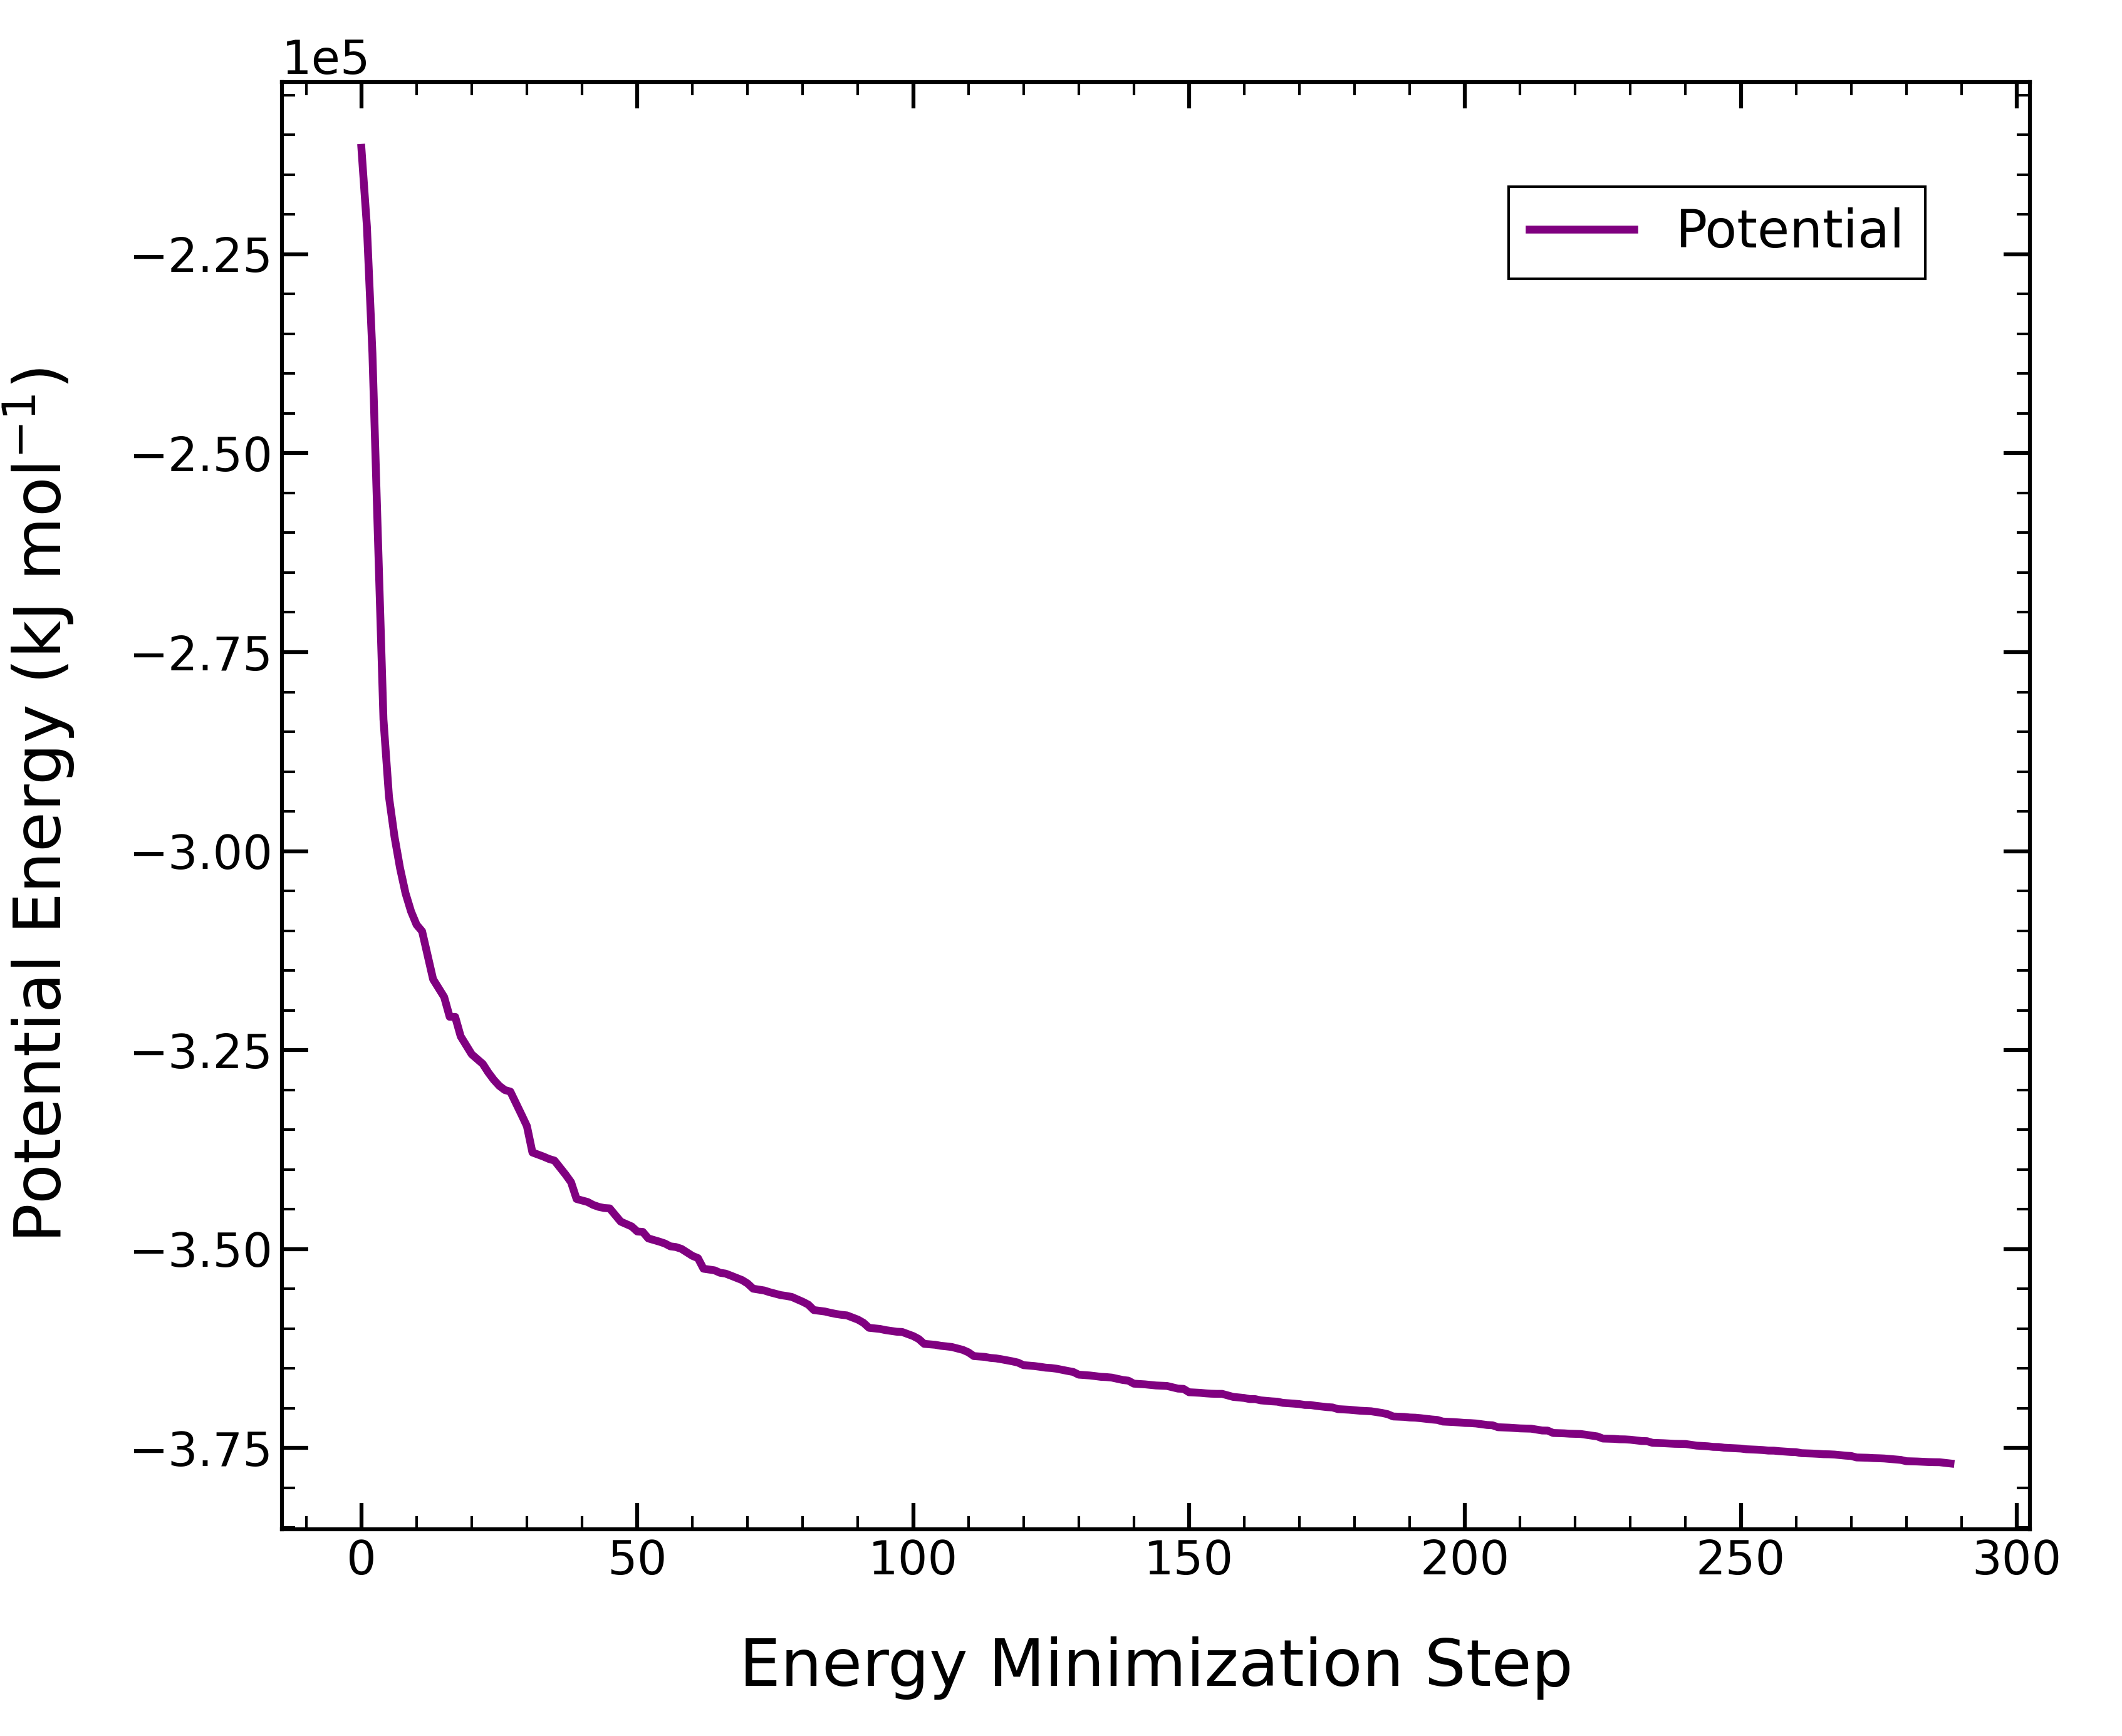 1e5
Potential
−2.25
−2.50
−2.75
−3.00
−3.25
−3.50
−3.75
Potential Energy (kJ mol⁻¹)
0 50 100 150 200 250 300
Energy Minimization Step